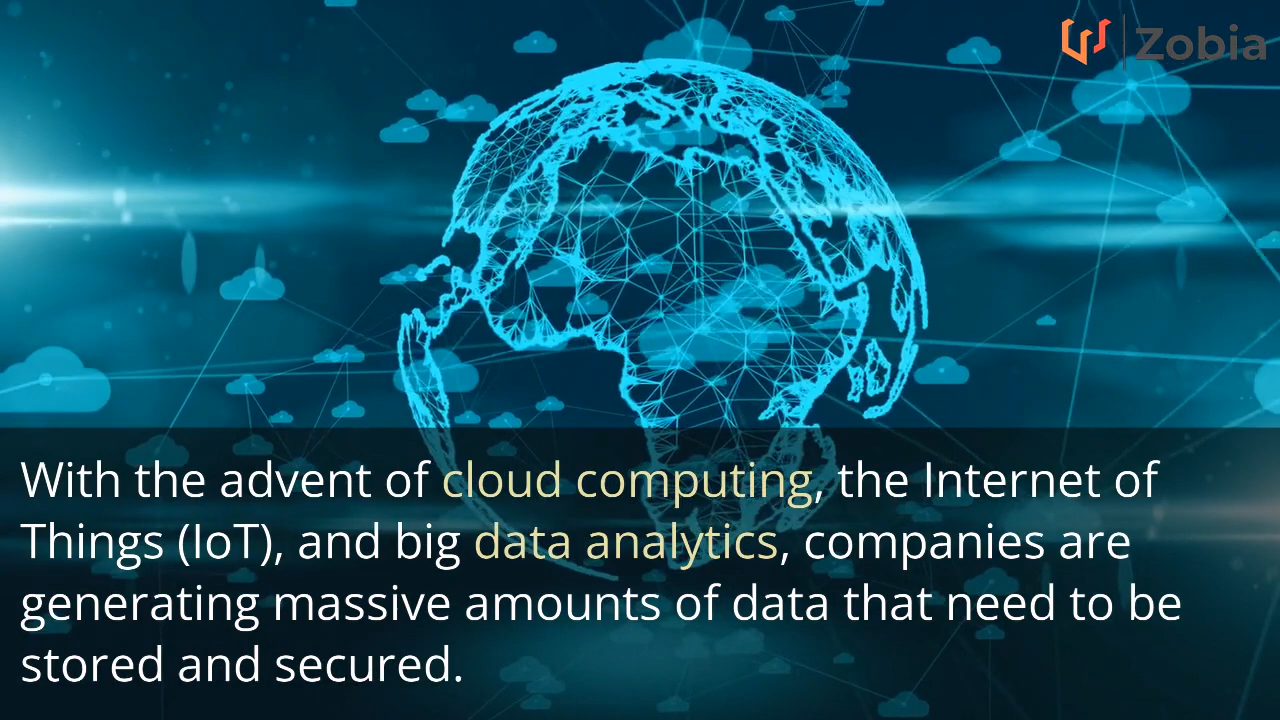 Zobia
With the advent of cloud computing, the Internet of
Things (IoT), and big data analytics, companies are
generating massive amounts of data that need to be
stored and secured.